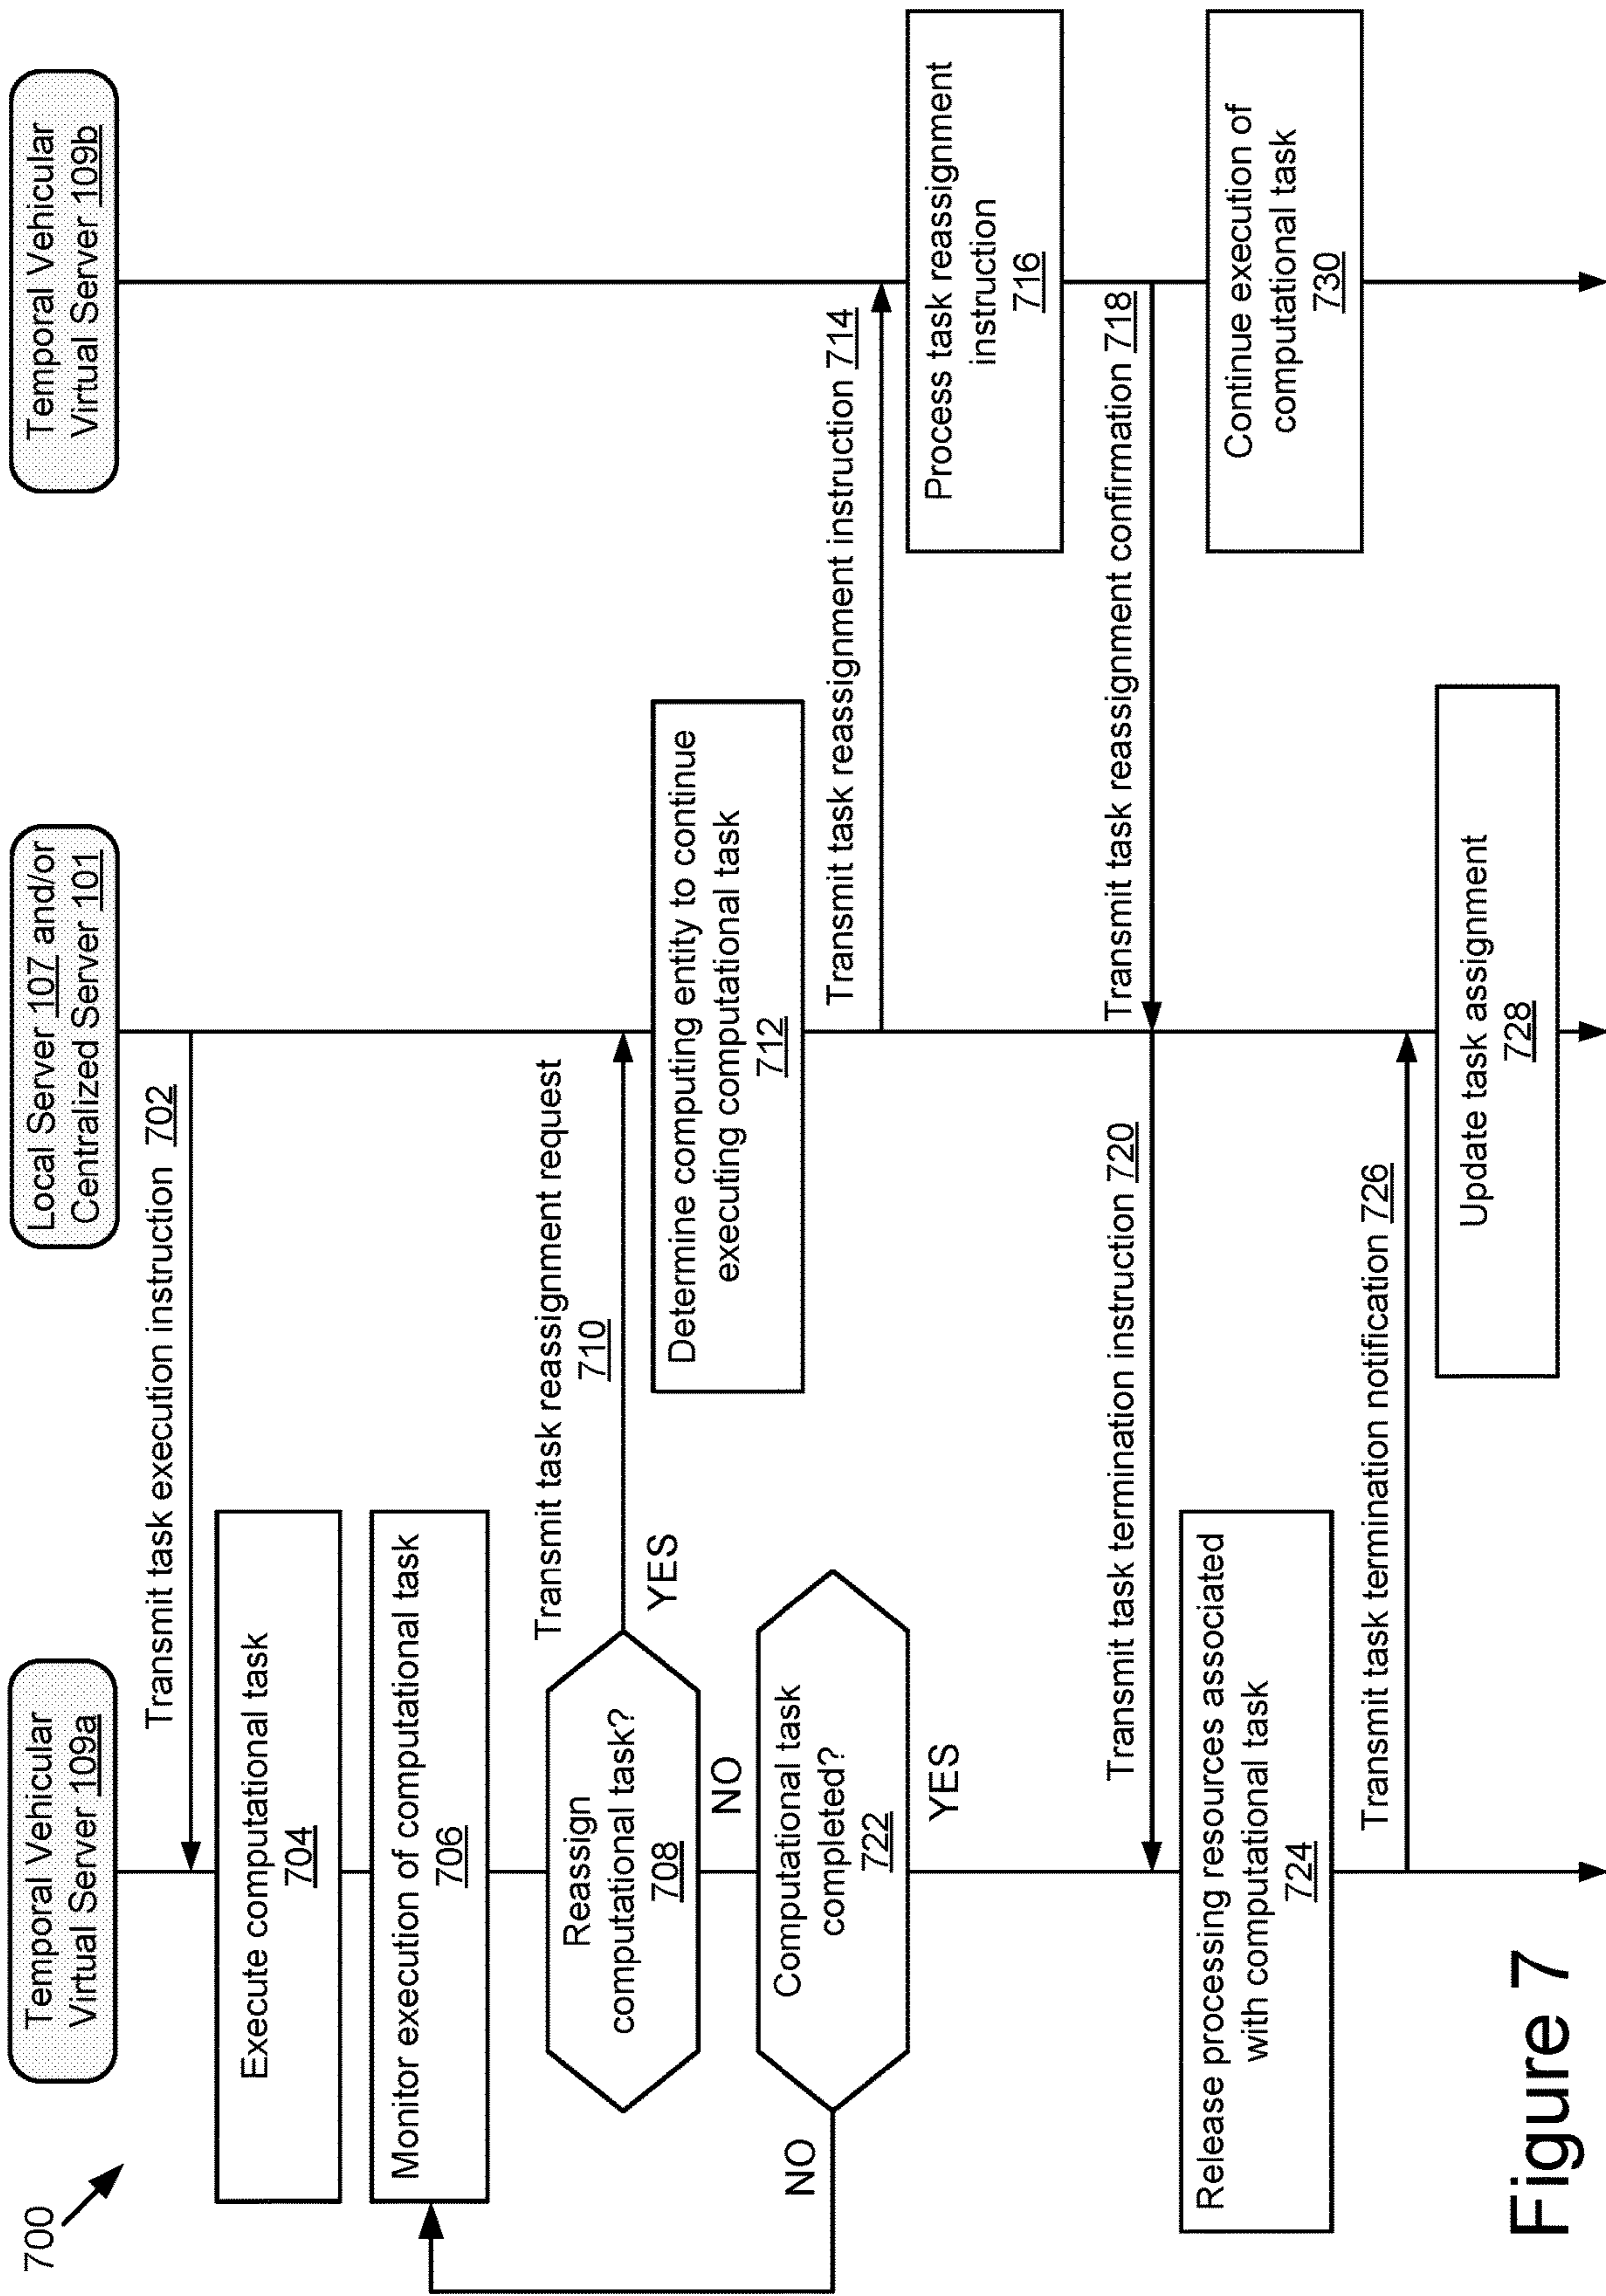 700
Temporal Vehicular
Virtual Server 109a
Local Server 107 and/or
Centralized Server 101
Temporal Vehicular
Virtual Server 109b
Transmit task execution instruction 702
Execute computational task
704
Monitor execution of computational task
706
Reassign
computational task?
708
YES
NO
Transmit task reassignment request
710
Determine computing entity to continue
executing computational task
712
Computational task
completed?
722
NO
YES
Transmit task reassignment instruction 714
Process task reassignment
instruction
716
Transmit task reassignment confirmation 718
Transmit task termination instruction 720
Release processing resources associated
with computational task
724
Continue execution of
computational task
730
Transmit task termination notification 726
Update task assignment
728
Figure 7